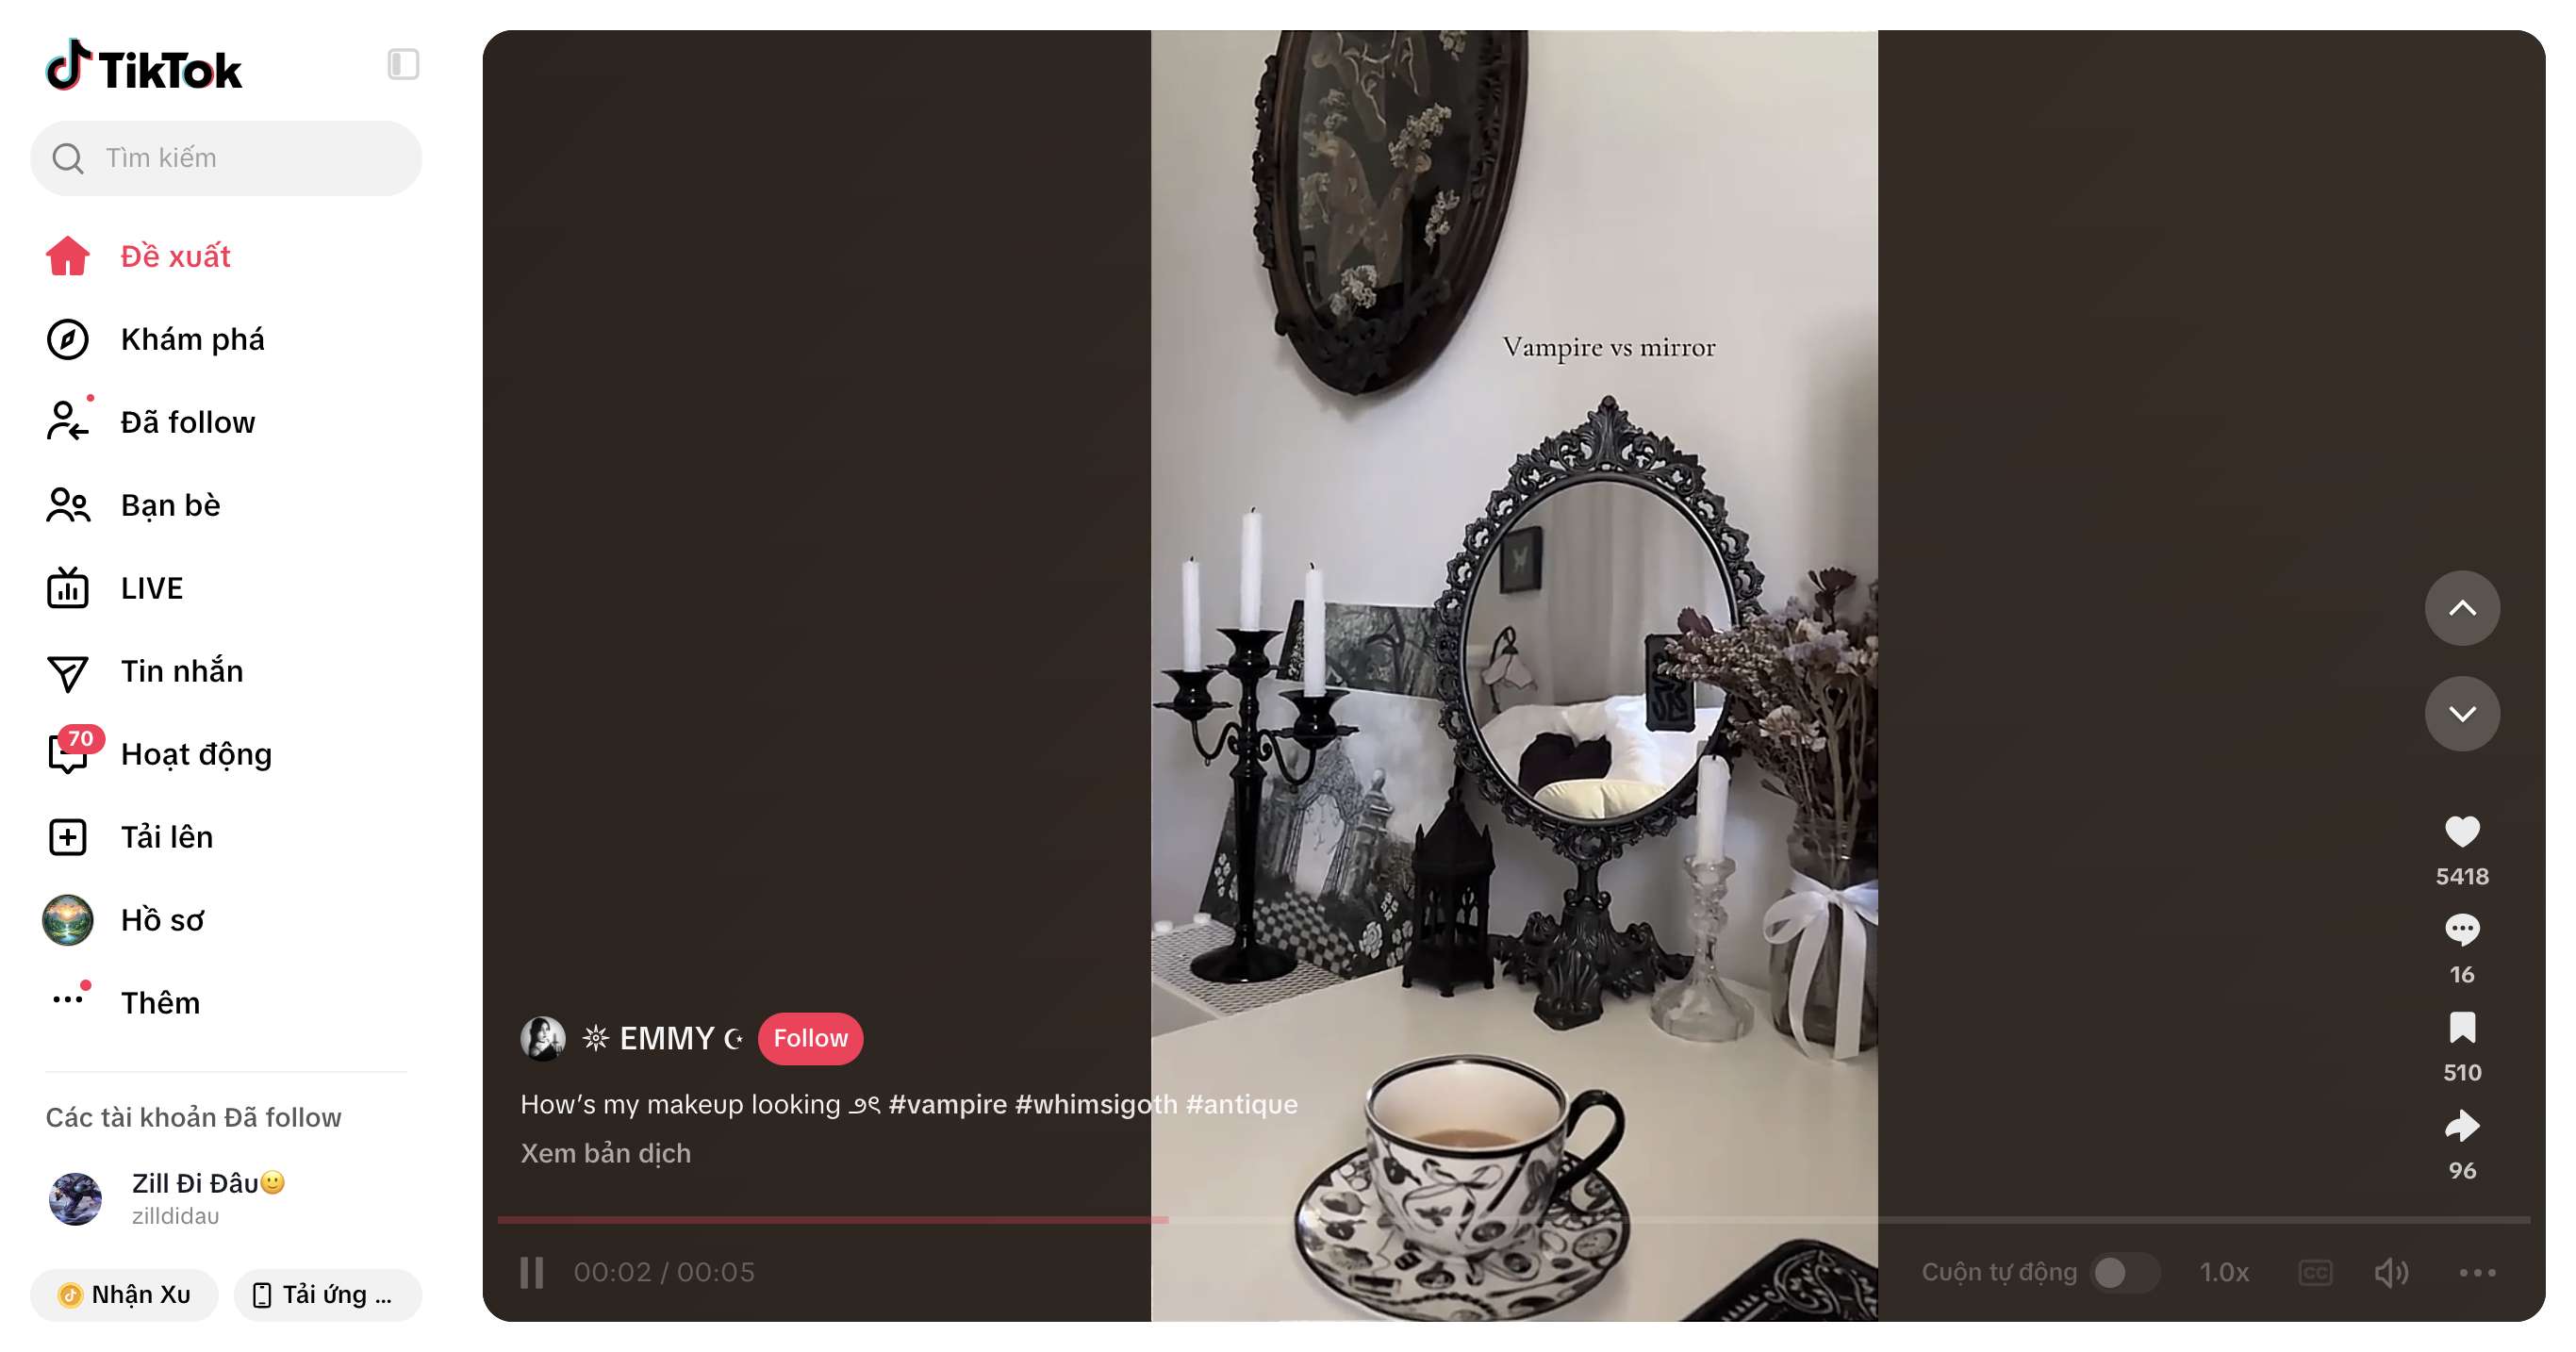 TikTok
Tìm kiếm
Đề xuất
Khám phá
Đã follow
Bạn bè
LIVE
Tin nhắn
70
Hoạt động
Tải lên
Hồ sơ
Thêm
Các tài khoản Đã follow
Zill Đi Đâu🙂
zilldidau
Nhận Xu
Tải ứng ...
Vampire vs mirror
EMMY
Follow
How’s my makeup looking ౨ৎ #vampire #whimsigoth #antique
Xem bản dịch
00:02 / 00:05
5418
16
510
96
Cuộn tự động
1.0x
CC